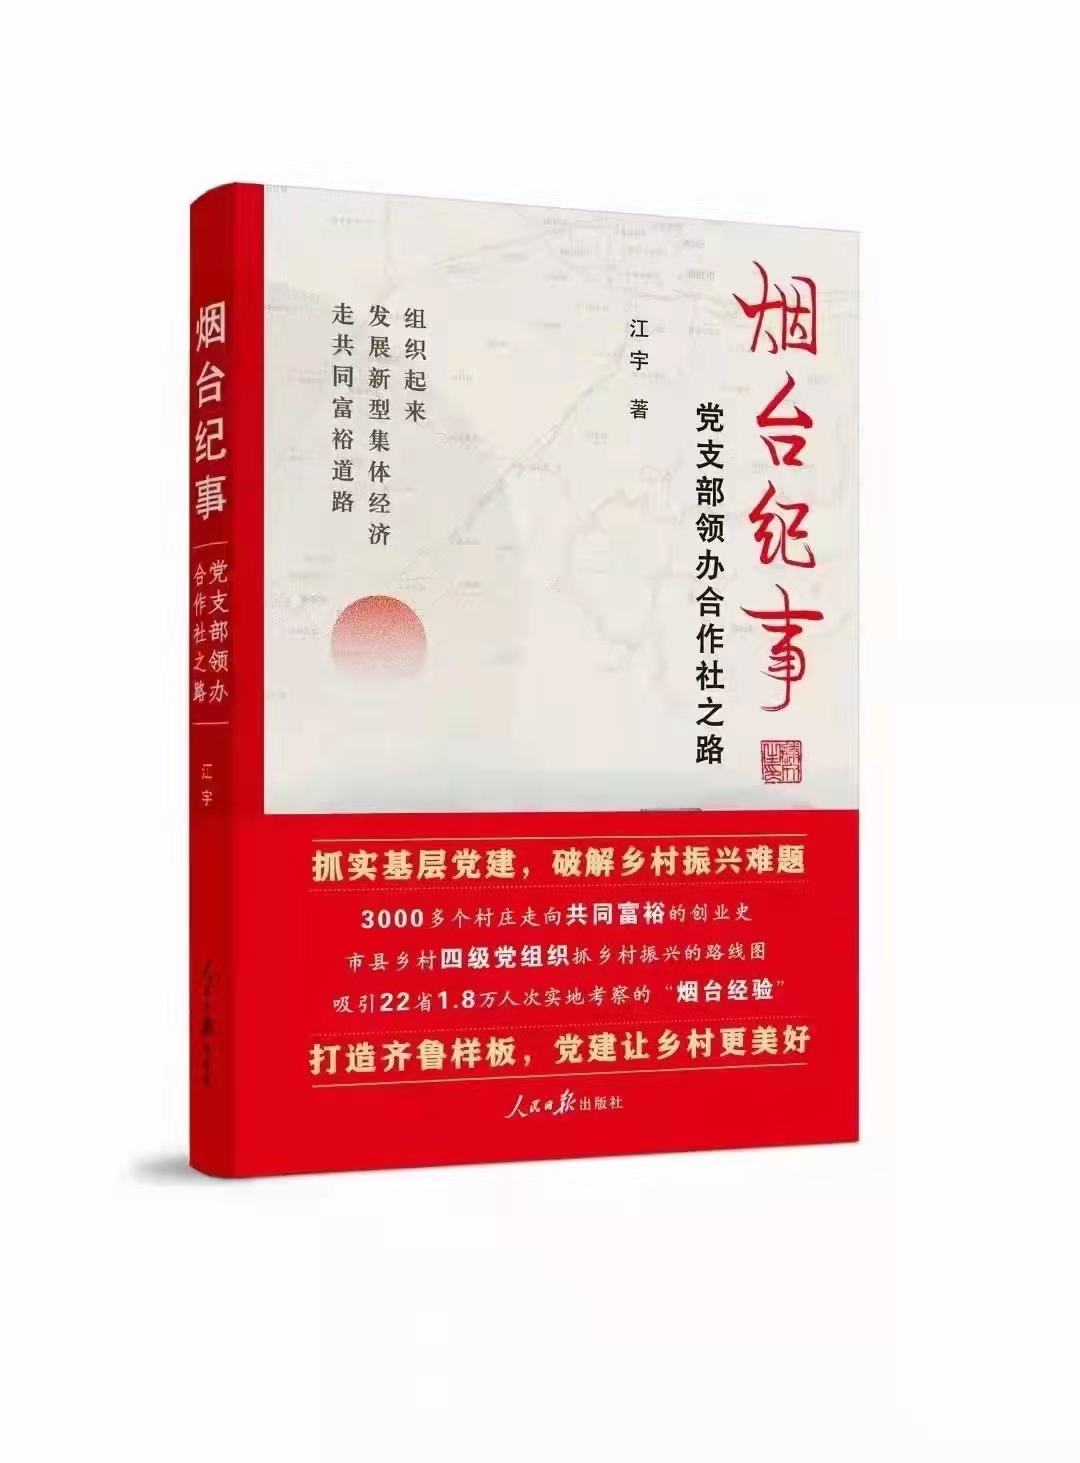 烟台纪事
党支部领办合作社之路
江宇 著
组织起来
发展新型集体经济
走共同富裕道路
抓实基层党建，破解乡村振兴难题
3000多个村庄走向共同富裕的创业史
市县乡村四级党组织抓乡村振兴的路线图
吸引22省1.8万人次实地考察的“烟台经验”
打造齐鲁样板，党建让乡村更美好
人民日报出版社
烟台纪事
党支部领办
合作社之路
江宇